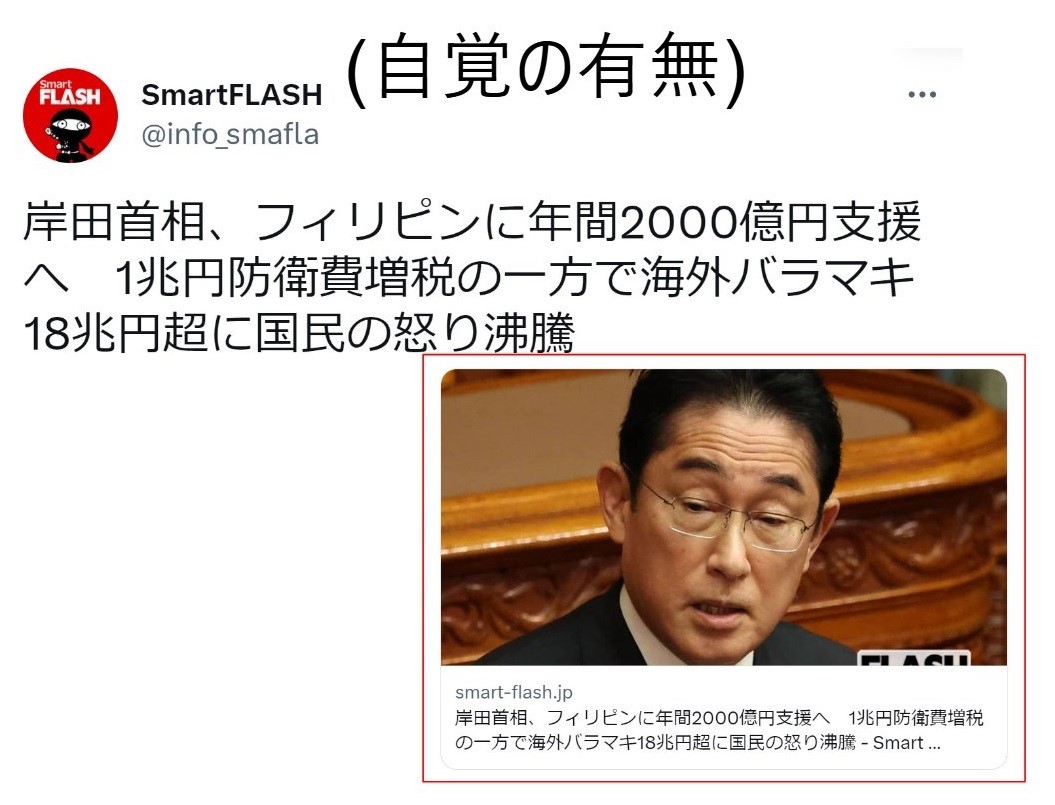 (自覚の有無)
Smart
FLASH
SmartFLASH
@info_smafla
岸田首相、フィリピンに年間2000億円支援
へ　1兆円防衛費増税の一方で海外バラマキ
18兆円超に国民の怒り沸騰
FLASH
smart-flash.jp
岸田首相、フィリピンに年間2000億円支援へ　1兆円防衛費増税
の一方で海外バラマキ18兆円超に国民の怒り沸騰 - Smart ...